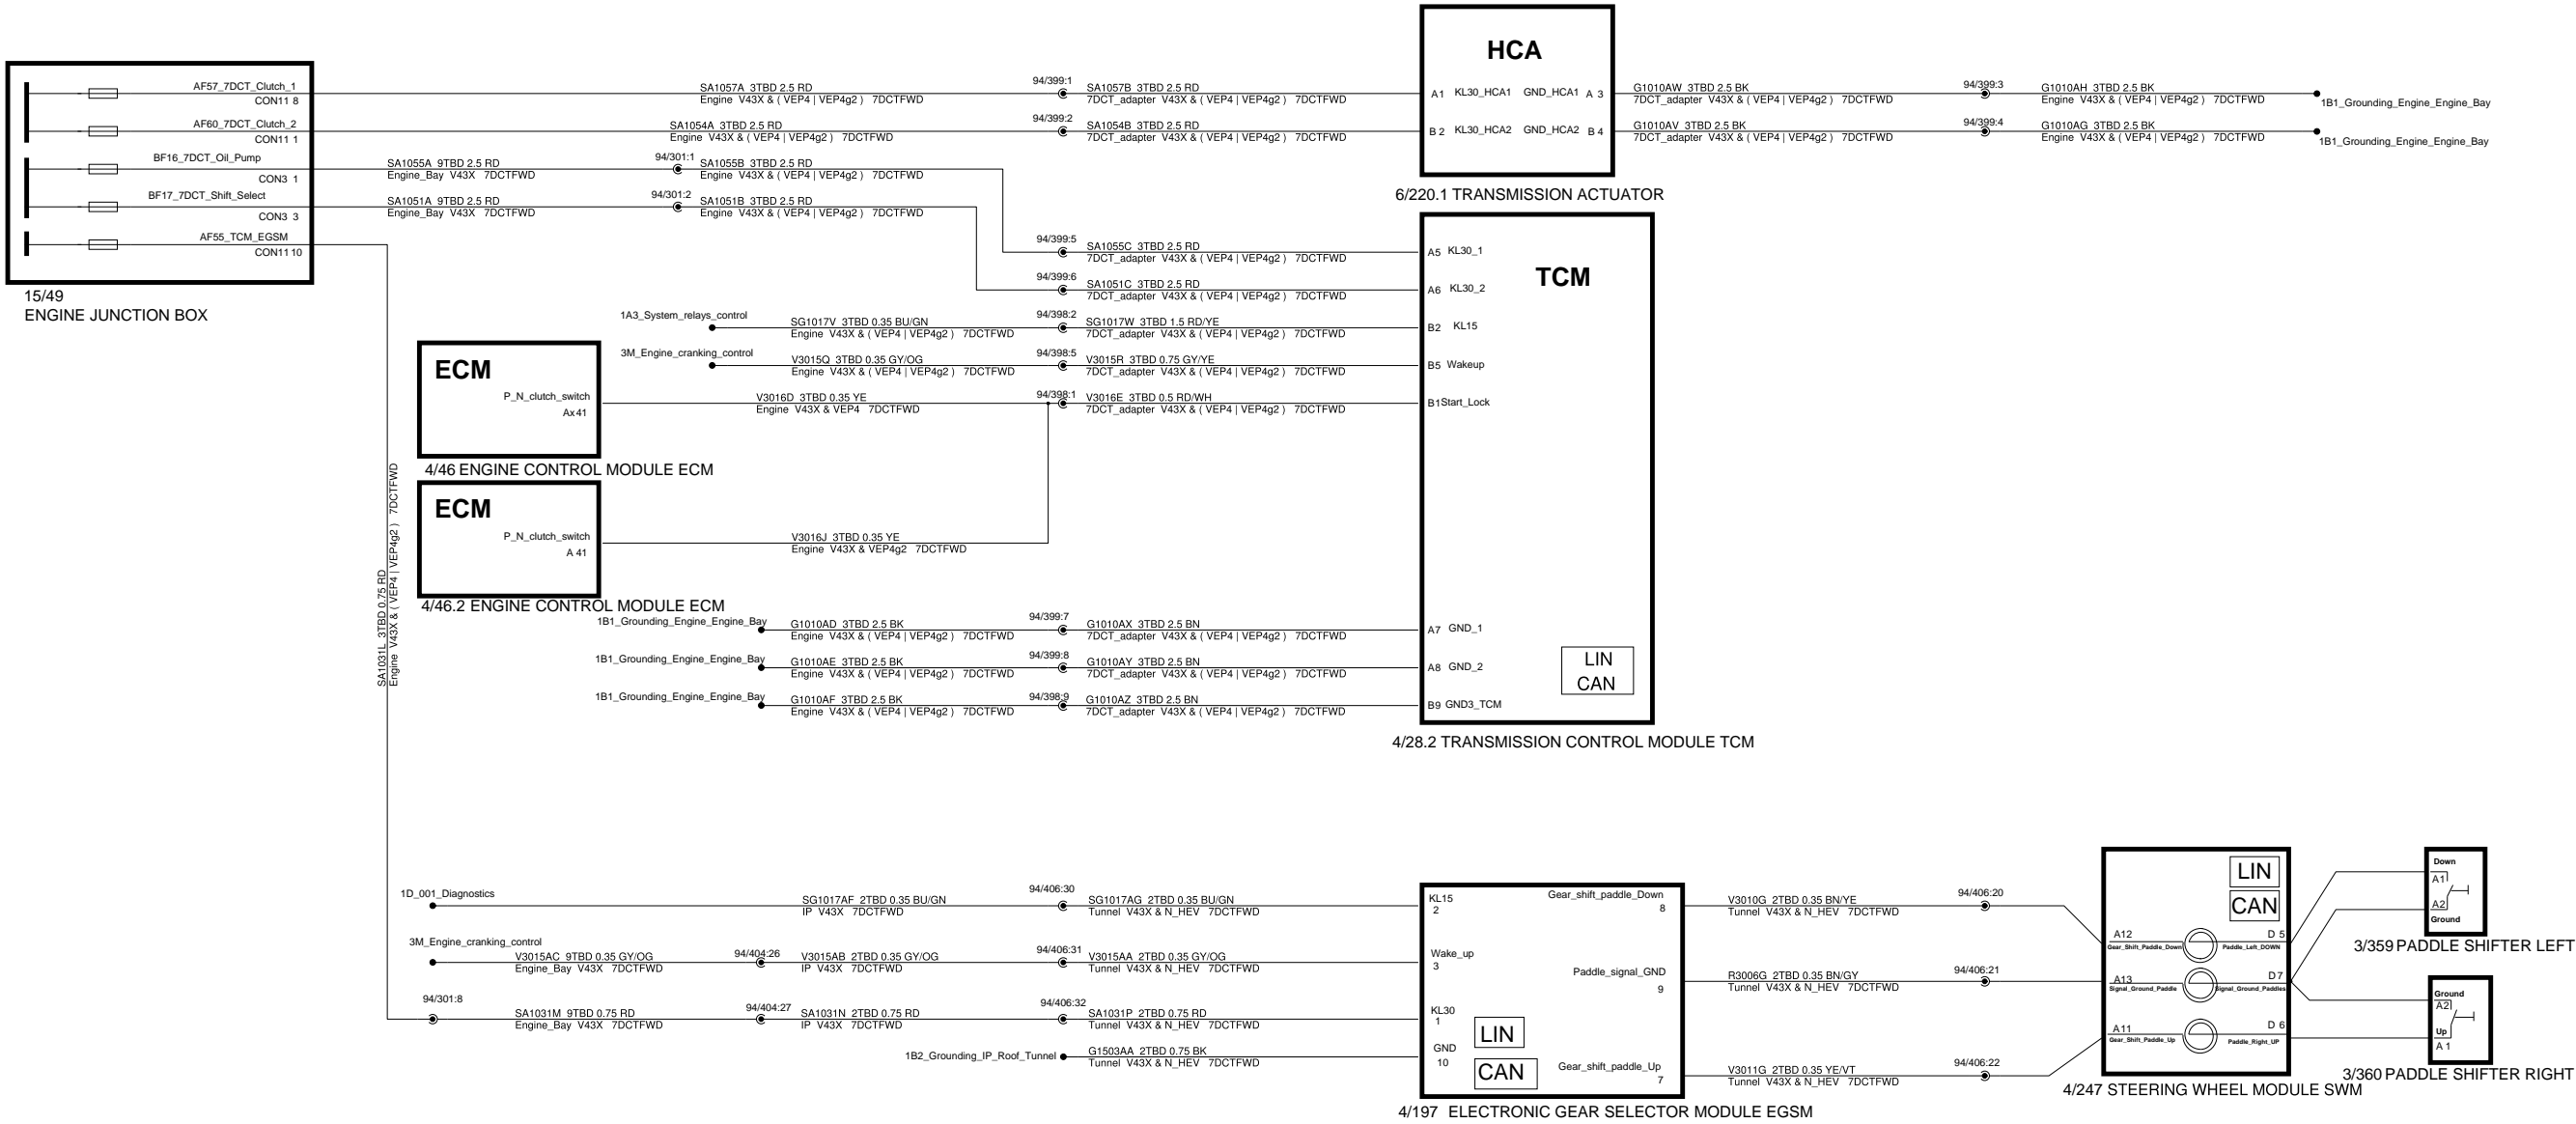 HCA
A1 KL30_HCA1 GND_HCA1 A 3
B 2 KL30_HCA2 GND_HCA2 B 4
6/220.1 TRANSMISSION ACTUATOR
AF57_7DCT_Clutch_1
CON11 8
AF60_7DCT_Clutch_2
CON11 1
BF16_7DCT_Oil_Pump
CON3 1
BF17_7DCT_Shift_Select
CON3 3
AF55_TCM_EGSM
CON11 10
15/49
ENGINE JUNCTION BOX
SA1057A 3TBD 2.5 RD
Engine V43X & ( VEP4 | VEP4g2 ) 7DCTFWD
94/399:1
SA1057B 3TBD 2.5 RD
7DCT_adapter V43X & ( VEP4 | VEP4g2 ) 7DCTFWD
SA1054A 3TBD 2.5 RD
Engine V43X & ( VEP4 | VEP4g2 ) 7DCTFWD
94/399:2
SA1054B 3TBD 2.5 RD
7DCT_adapter V43X & ( VEP4 | VEP4g2 ) 7DCTFWD
G1010AW 3TBD 2.5 BK
7DCT_adapter V43X & ( VEP4 | VEP4g2 ) 7DCTFWD
94/399:3
G1010AH 3TBD 2.5 BK
Engine V43X & ( VEP4 | VEP4g2 ) 7DCTFWD
1B1_Grounding_Engine_Engine_Bay
G1010AV 3TBD 2.5 BK
7DCT_adapter V43X & ( VEP4 | VEP4g2 ) 7DCTFWD
94/399:4
G1010AG 3TBD 2.5 BK
Engine V43X & ( VEP4 | VEP4g2 ) 7DCTFWD
1B1_Grounding_Engine_Engine_Bay
SA1055A 9TBD 2.5 RD
Engine_Bay V43X 7DCTFWD
94/301:1
SA1055B 3TBD 2.5 RD
Engine V43X & ( VEP4 | VEP4g2 ) 7DCTFWD
SA1051A 9TBD 2.5 RD
Engine_Bay V43X 7DCTFWD
94/301:2
SA1051B 3TBD 2.5 RD
Engine V43X & ( VEP4 | VEP4g2 ) 7DCTFWD
94/399:5
SA1055C 3TBD 2.5 RD
7DCT_adapter V43X & ( VEP4 | VEP4g2 ) 7DCTFWD
94/399:6
SA1051C 3TBD 2.5 RD
7DCT_adapter V43X & ( VEP4 | VEP4g2 ) 7DCTFWD
1A3_System_relays_control
SG1017V 3TBD 0.35 BU/GN
Engine V43X & ( VEP4 | VEP4g2 ) 7DCTFWD
94/398:2
SG1017W 3TBD 1.5 RD/YE
7DCT_adapter V43X & ( VEP4 | VEP4g2 ) 7DCTFWD
3M_Engine_cranking_control
V3015Q 3TBD 0.35 GY/OG
Engine V43X & ( VEP4 | VEP4g2 ) 7DCTFWD
94/398:5
V3015R 3TBD 0.75 GY/YE
7DCT_adapter V43X & ( VEP4 | VEP4g2 ) 7DCTFWD
ECM
P_N_clutch_switch
Ax 41
4/46 ENGINE CONTROL MODULE ECM
V3016D 3TBD 0.35 YE
Engine V43X & VEP4 7DCTFWD
94/398:1
V3016E 3TBD 0.5 RD/WH
7DCT_adapter V43X & ( VEP4 | VEP4g2 ) 7DCTFWD
ECM
P_N_clutch_switch
A 41
4/46.2 ENGINE CONTROL MODULE ECM
V3016J 3TBD 0.35 YE
Engine V43X & VEP4g2 7DCTFWD
SA1031L 3TBD 0.75 RD
Engine V43X & ( VEP4 | VEP4g2 ) 7DCTFWD
1B1_Grounding_Engine_Engine_Bay
G1010AD 3TBD 2.5 BK
Engine V43X & ( VEP4 | VEP4g2 ) 7DCTFWD
94/399:7
G1010AX 3TBD 2.5 BN
7DCT_adapter V43X & ( VEP4 | VEP4g2 ) 7DCTFWD
1B1_Grounding_Engine_Engine_Bay
G1010AE 3TBD 2.5 BK
Engine V43X & ( VEP4 | VEP4g2 ) 7DCTFWD
94/399:8
G1010AY 3TBD 2.5 BN
7DCT_adapter V43X & ( VEP4 | VEP4g2 ) 7DCTFWD
1B1_Grounding_Engine_Engine_Bay
G1010AF 3TBD 2.5 BK
Engine V43X & ( VEP4 | VEP4g2 ) 7DCTFWD
94/398:9
G1010AZ 3TBD 2.5 BN
7DCT_adapter V43X & ( VEP4 | VEP4g2 ) 7DCTFWD
TCM
A5 KL30_1
A6 KL30_2
B2 KL15
B5 Wakeup
B1 Start_Lock
A7 GND_1
A8 GND_2
B9 GND3_TCM
LIN
CAN
4/28.2 TRANSMISSION CONTROL MODULE TCM
1D_001_Diagnostics
SG1017AF 2TBD 0.35 BU/GN
IP V43X 7DCTFWD
94/406:30
SG1017AG 2TBD 0.35 BU/GN
Tunnel V43X & N_HEV 7DCTFWD
3M_Engine_cranking_control
V3015AC 9TBD 0.35 GY/OG
Engine_Bay V43X 7DCTFWD
94/404:26
V3015AB 2TBD 0.35 GY/OG
IP V43X 7DCTFWD
94/406:31
V3015AA 2TBD 0.35 GY/OG
Tunnel V43X & N_HEV 7DCTFWD
94/301:8
SA1031M 9TBD 0.75 RD
Engine_Bay V43X 7DCTFWD
94/404:27
SA1031N 2TBD 0.75 RD
IP V43X 7DCTFWD
94/406:32
SA1031P 2TBD 0.75 RD
Tunnel V43X & N_HEV 7DCTFWD
1B2_Grounding_IP_Roof_Tunnel
G1503AA 2TBD 0.75 BK
Tunnel V43X & N_HEV 7DCTFWD
KL15
2
Wake_up
3
KL30
1
GND
10
LIN
CAN
Gear_shift_paddle_Down
8
Paddle_signal_GND
9
Gear_shift_paddle_Up
7
4/197 ELECTRONIC GEAR SELECTOR MODULE EGSM
V3010G 2TBD 0.35 BN/YE
Tunnel V43X & N_HEV 7DCTFWD
94/406:20
R3006G 2TBD 0.35 BN/GY
Tunnel V43X & N_HEV 7DCTFWD
94/406:21
V3011G 2TBD 0.35 YE/VT
Tunnel V43X & N_HEV 7DCTFWD
94/406:22
LIN
CAN
A12 D 5
Gear_Shift_Paddle_Down Paddle_Left_DOWN
A13 D7
Signal_Ground_Paddle Signal_Ground_Paddles
A11 D 6
Gear_Shift_Paddle_Up Paddle_Right_UP
4/247 STEERING WHEEL MODULE SWM
Down
A1
A2
Ground
3/359 PADDLE SHIFTER LEFT
Ground
A2
Up
A 1
3/360 PADDLE SHIFTER RIGHT